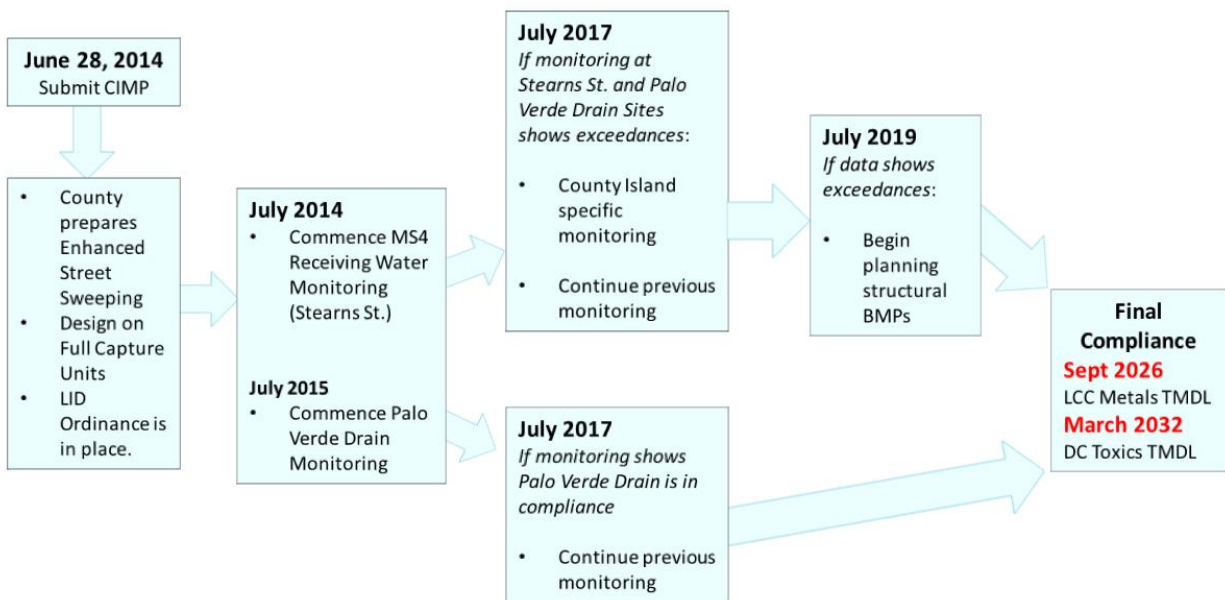 June 28, 2014
Submit CIMP
• County
prepares
Enhanced
Street
Sweeping
• Design on
Full Capture
Units
• LID
Ordinance is
in place.
July 2014
• Commence MS4
Receiving Water
Monitoring
(Stearns St.)
July 2015
• Commence Palo
Verde Drain
Monitoring
July 2017
If monitoring at
Stearns St. and Palo
Verde Drain Sites
shows exceedances:
• County Island
specific
monitoring
• Continue previous
monitoring
July 2017
If monitoring shows
Palo Verde Drain is in
compliance
• Continue previous
monitoring
July 2019
If data shows
exceedances:
• Begin
planning
structural
BMPs
Final
Compliance
Sept 2026
LCC Metals TMDL
March 2032
DC Toxics TMDL